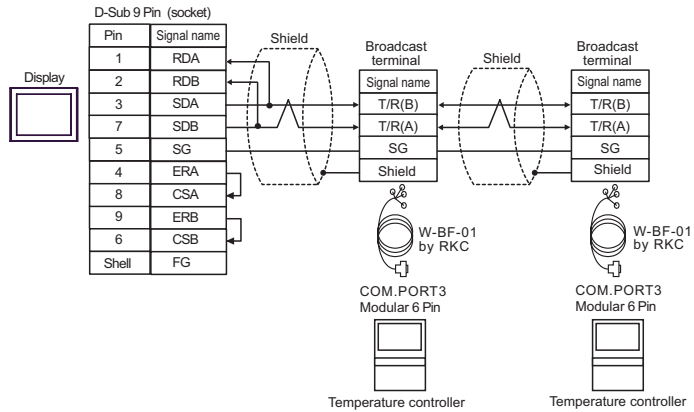 D-Sub 9 Pin (socket)
Pin Signal name
1 RDA
2 RDB
3 SDA
7 SDB
5 SG
4 ERA
8 CSA
9 ERB
6 CSB
Shell FG
Display
Shield
Broadcast
terminal
Signal name
T/R(B)
T/R(A)
SG
Shield
W-BF-01
by RKC
COM.PORT3
Modular 6 Pin
Temperature controller
Shield
Broadcast
terminal
Signal name
T/R(B)
T/R(A)
SG
Shield
W-BF-01
by RKC
COM.PORT3
Modular 6 Pin
Temperature controller